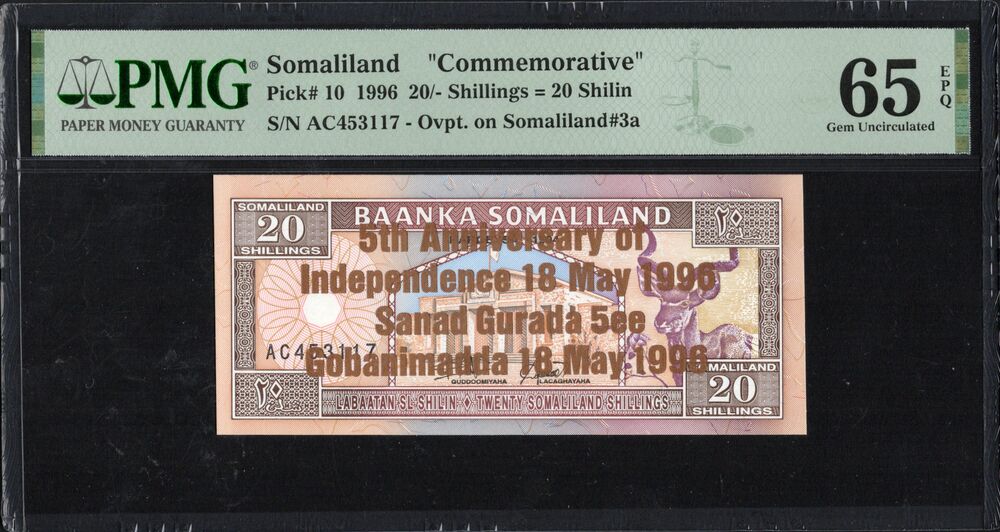 PMG®
PAPER MONEY GUARANTY
Somaliland "Commemorative"
Pick# 10 1996 20/- Shillings = 20 Shilin
S/N AC453117 - Ovpt. on Somaliland#3a
65 EPQ
Gem Uncirculated
SOMALILAND
20
SHILLINGS
BAANKA SOMALILAND
٢٠
5th Anniversary of
Independence 18 May 1996
Sanad Gurada 5ee
Gobanimadda 18 May 1996
AC453117
GUDDOOMIYAHA
LACAGHAYAHA
٢٠
LABAATAN SL SHILIN TWENTY SOMALILAND SHILLINGS
MALILAND
20
SHILLINGS